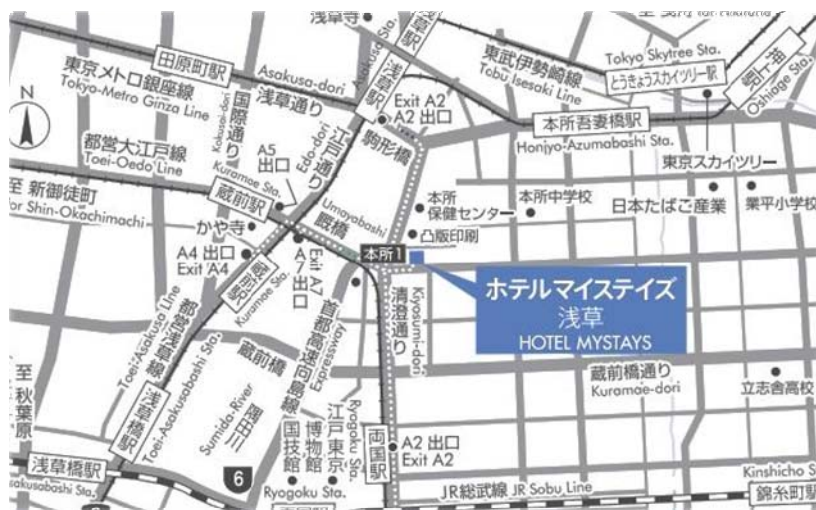 浅草寺
Asakusa Sta.
浅草駅
東武伊勢崎線
Tobu Isesaki Line
Tokyo Skytree Sta.
とうきょうスカイツリー駅
押上駅
Oshiage Sta.
田原町駅
東京メトロ銀座線
Tokyo-Metro Ginza Line
Asakusa-dori
浅草通り
国際通り
Kokusai-dori
浅草駅
Exit A2
A2 出口
駒形橋
本所吾妻橋駅
Honjyo-Azumabashi Sta.
N
都営大江戸線
Toei-Oedo Line
A5
出口
江戸通り
Edo-dori
東京スカイツリー
至 新御徒町
for Shin-Okachimachi
Kuramae Sta.
蔵前駅
Umayabashi
厩橋
本所
保健センター
本所中学校
日本たばこ産業
業平小学校
かや寺
凸版印刷
A4 出口
Exit A4
蔵前駅
Kuramae Sta.
Exit A7
A7出口
本所1
ホテルマイステイズ
浅草
HOTEL MYSTAYS
清澄通り
Kiyosumi-dori
都営浅草線
Toei-Asakusa Line
首都高速向島線
Expressway
蔵前橋
蔵前橋通り
Kuramae-dori
立志舎高校
至 秋葉原
浅草橋駅
Toei-Asakusabashi Sta.
隅田川
Sumida-River
国技館
江戸東京
博物館
Ryogoku Sta.
両国駅
A2 出口
Exit A2
浅草橋駅
Asakusabashi Sta.
6
Ryogoku Sta.
JR総武線 JR Sobu Line
Kinshicho St
錦糸町駅